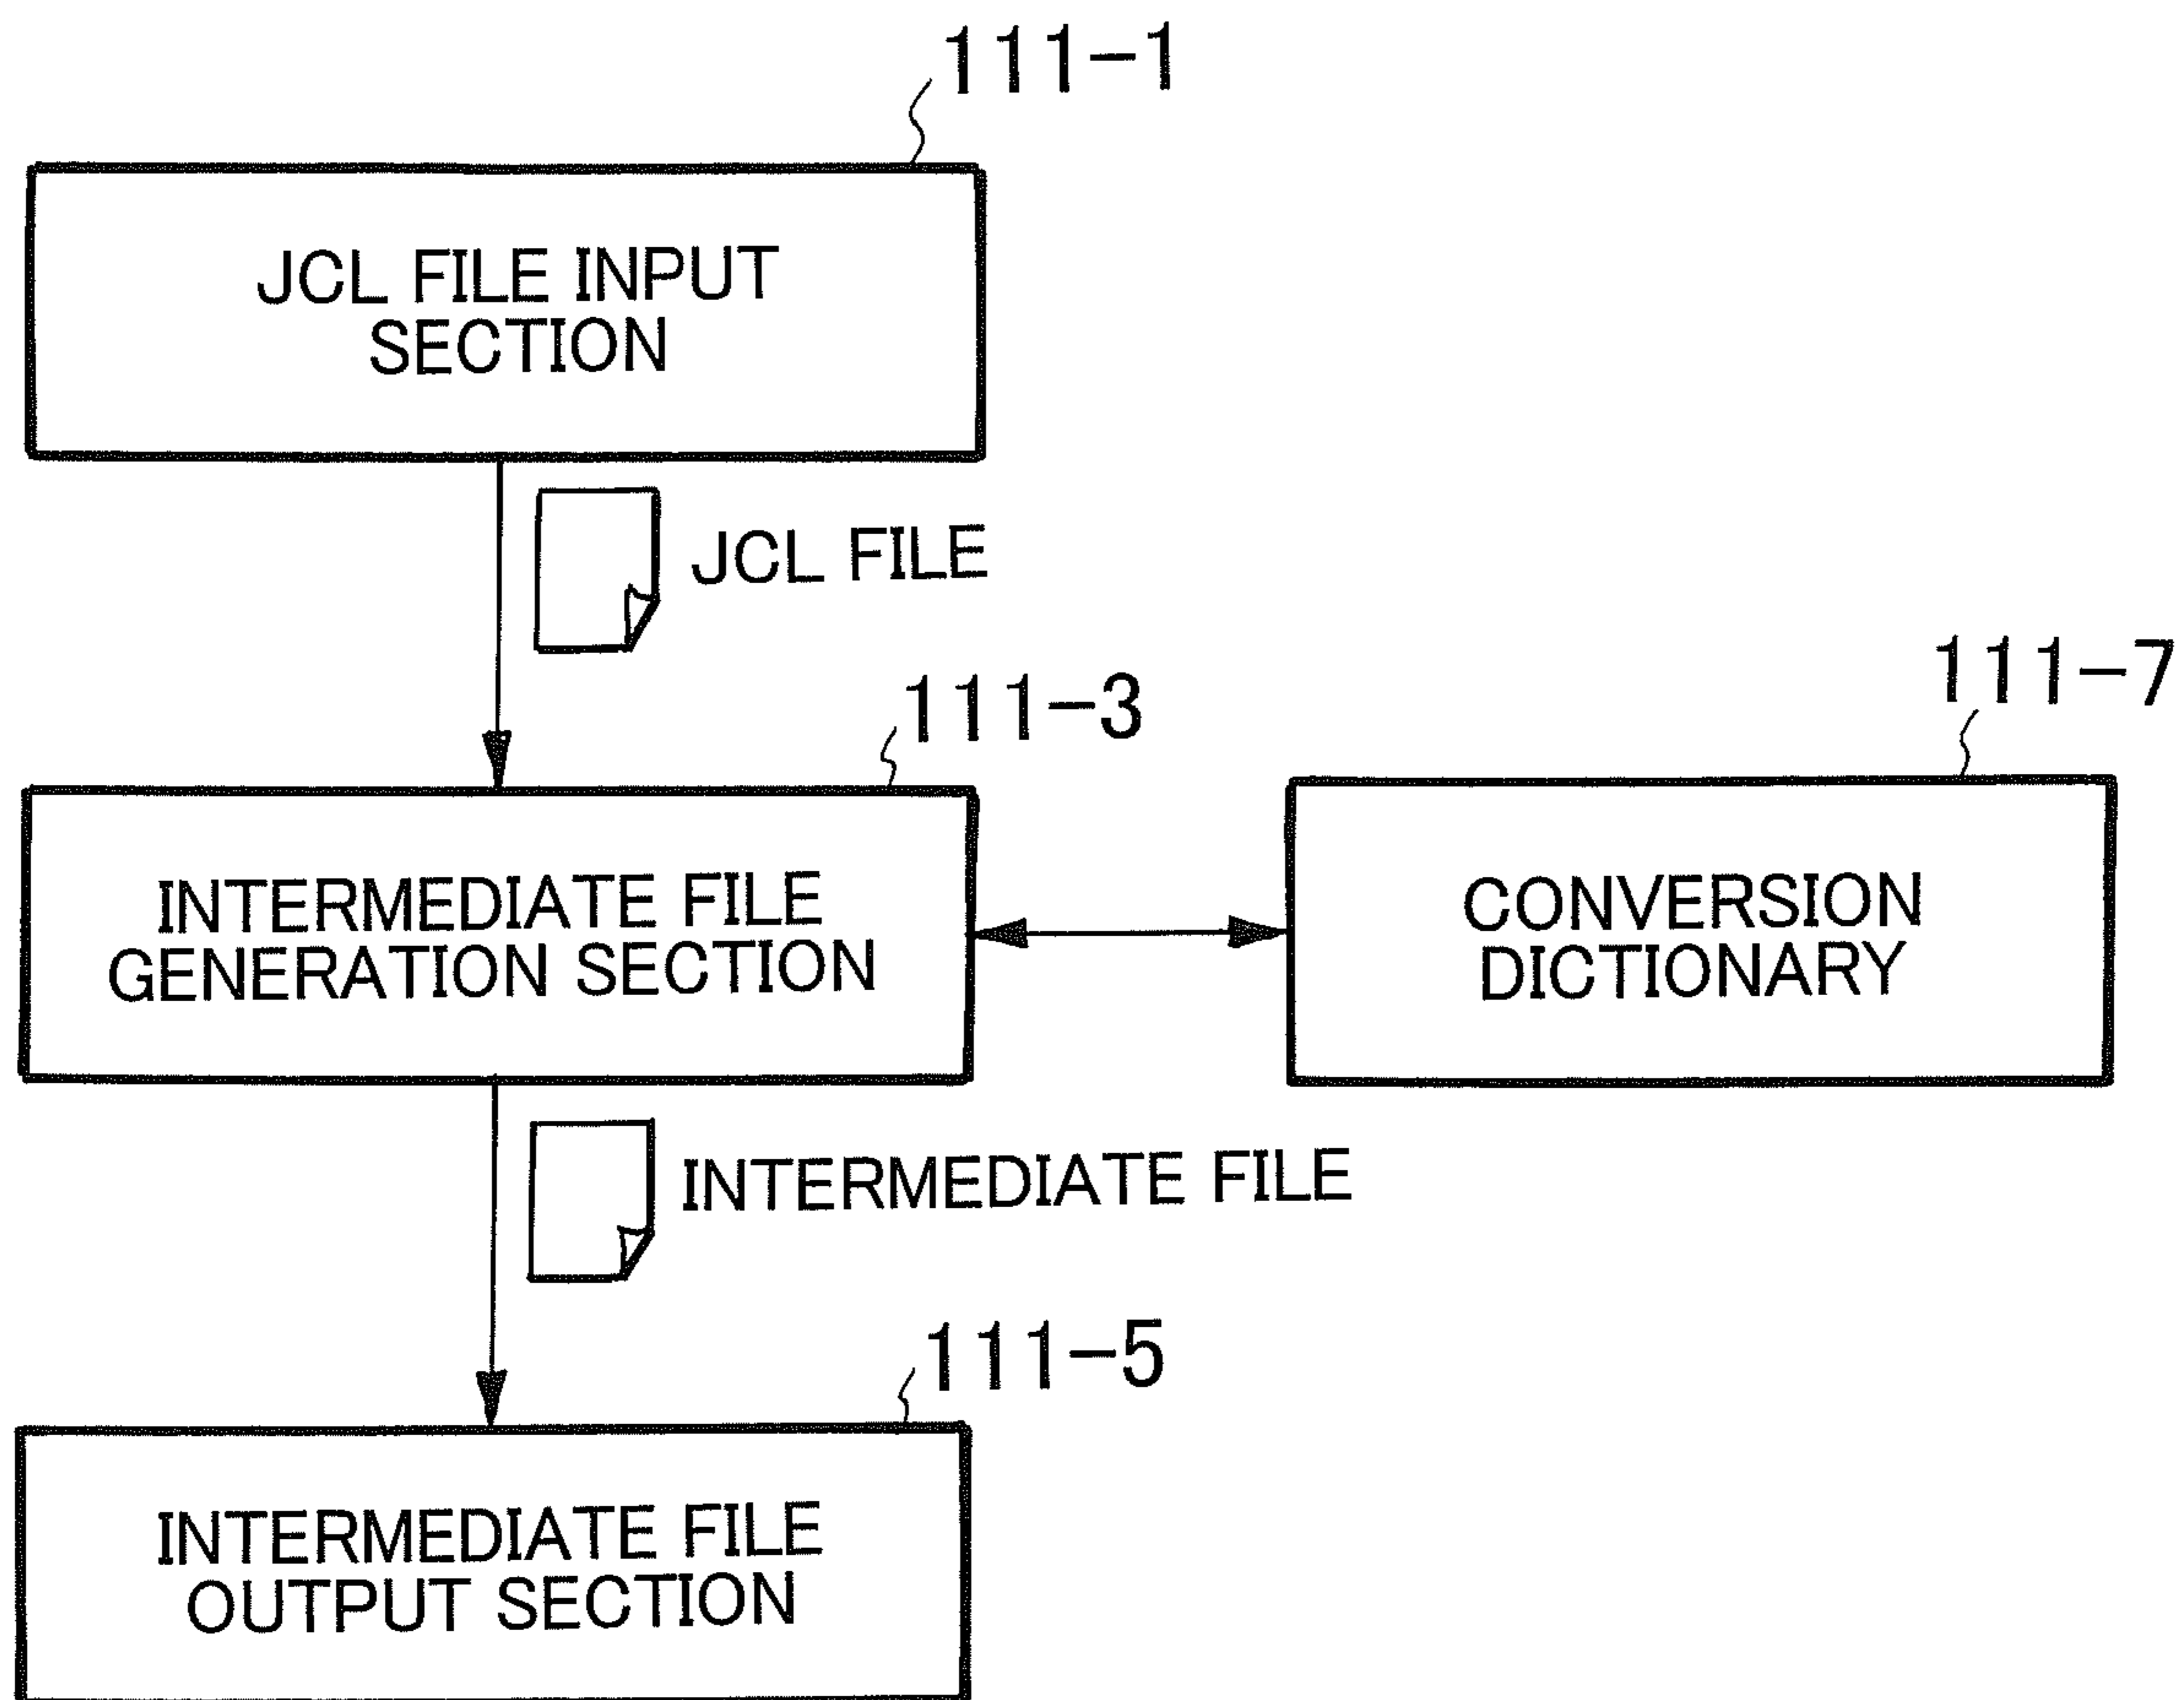 111-1
JCL FILE INPUT
SECTION
JCL FILE
111-3
111-7
INTERMEDIATE FILE
GENERATION SECTION
CONVERSION
DICTIONARY
INTERMEDIATE FILE
111-5
INTERMEDIATE FILE
OUTPUT SECTION